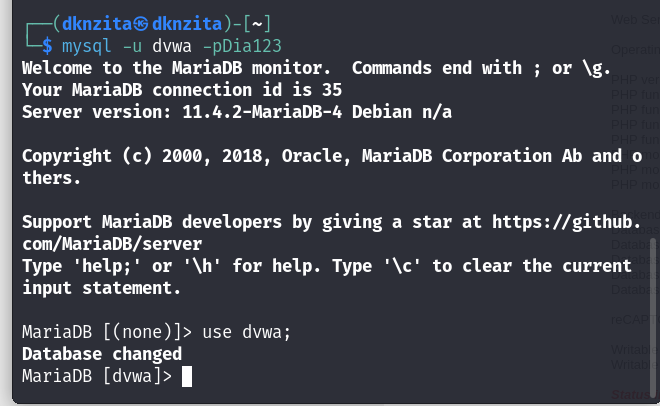 ┌──(dknzita㉿dknzita)-[~]
└─$ mysql -u dvwa -pDia123
Welcome to the MariaDB monitor.  Commands end with ; or \g.
Your MariaDB connection id is 35
Server version: 11.4.2-MariaDB-4 Debian n/a

Copyright (c) 2000, 2018, Oracle, MariaDB Corporation Ab and o
thers.

Support MariaDB developers by giving a star at https://github.
com/MariaDB/server
Type 'help;' or '\h' for help. Type '\c' to clear the current
input statement.

MariaDB [(none)]> use dvwa;
Database changed
MariaDB [dvwa]>